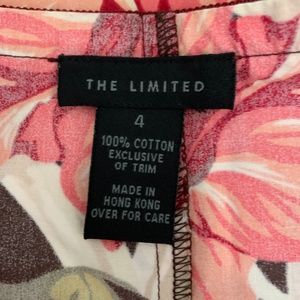 THE LIMITED
4
100% COTTON
EXCLUSIVE
OF TRIM
MADE IN
HONG KONG
OVER FOR CARE